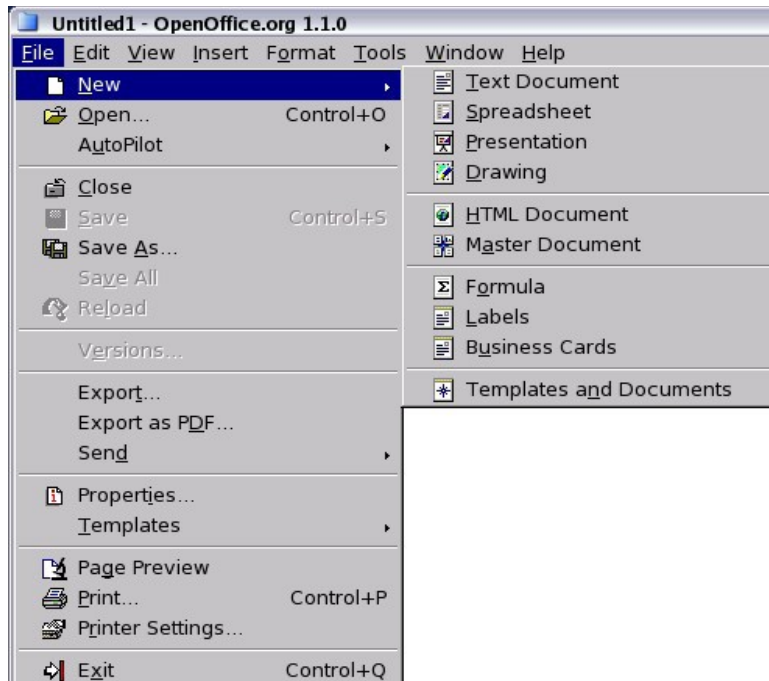 Untitled1 - OpenOffice.org 1.1.0
File Edit View Insert Format Tools Window Help
New
Open... Control+O
AutoPilot
Close
Save Control+S
Save As...
Save All
Reload
Versions...
Export...
Export as PDF...
Send
Properties...
Templates
Page Preview
Print... Control+P
Printer Settings...
Exit Control+Q
Text Document
Spreadsheet
Presentation
Drawing
HTML Document
Master Document
Formula
Labels
Business Cards
Templates and Documents